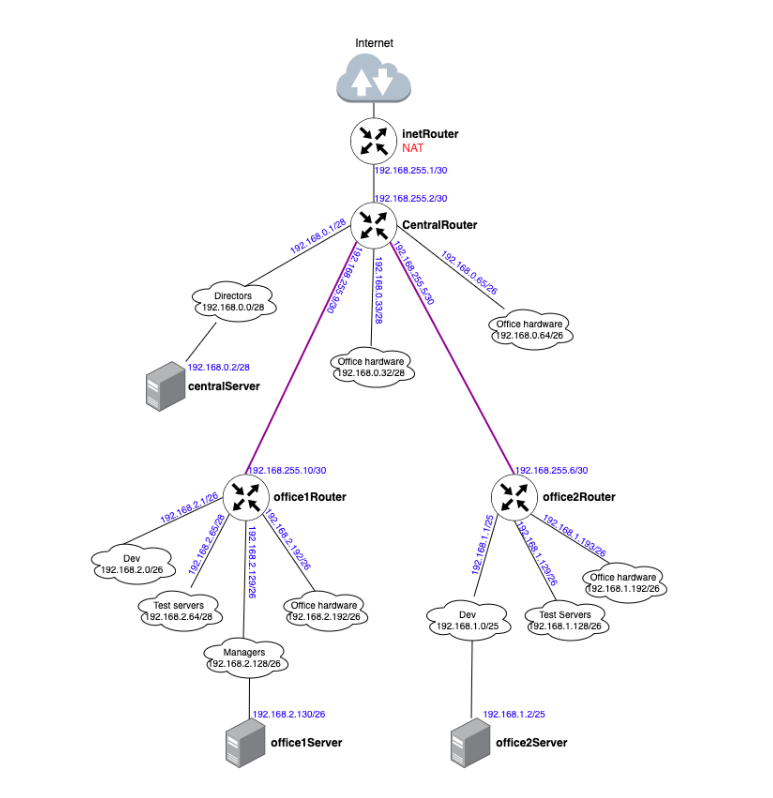 Internet
inetRouter
NAT
192.168.255.1/30
192.168.255.2/30
CentralRouter
192.168.0.1/28
192.168.255.9/30
192.168.0.33/28
192.168.255.5/30
192.168.0.65/26
Directors
192.168.0.0/28
Office hardware
192.168.0.64/26
Office hardware
192.168.0.32/28
192.168.0.2/28
centralServer
192.168.255.10/30
office1Router
192.168.255.6/30
office2Router
192.168.2.1/26
192.168.2.65/28
192.168.2.129/26
192.168.2.192/26
192.168.1.1/25
192.168.1.129/26
192.168.1.193/26
Dev
192.168.2.0/26
Test servers
192.168.2.64/28
Office hardware
192.168.2.192/26
Managers
192.168.2.128/26
Dev
192.168.1.0/25
Test Servers
192.168.1.128/26
Office hardware
192.168.1.192/26
192.168.2.130/26
office1Server
192.168.1.2/25
office2Server